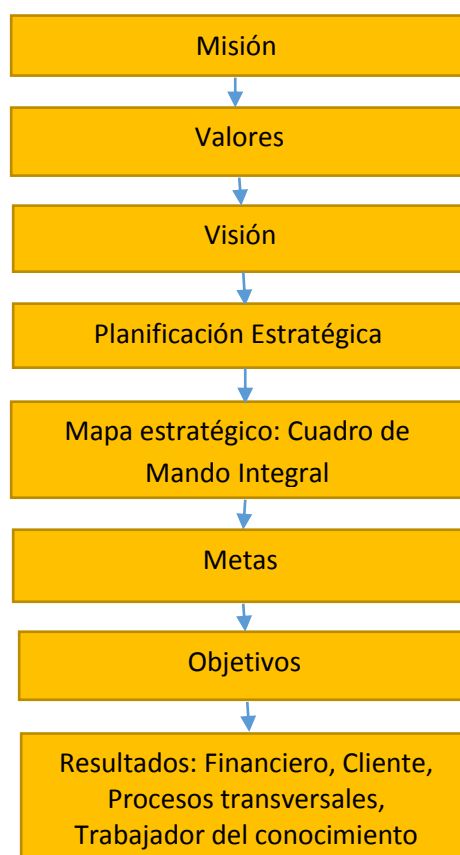 Misión
Valores
Visión
Planificación Estratégica
Mapa estratégico: Cuadro de
Mando Integral
Metas
Objetivos
Resultados: Financiero, Cliente,
Procesos transversales,
Trabajador del conocimiento